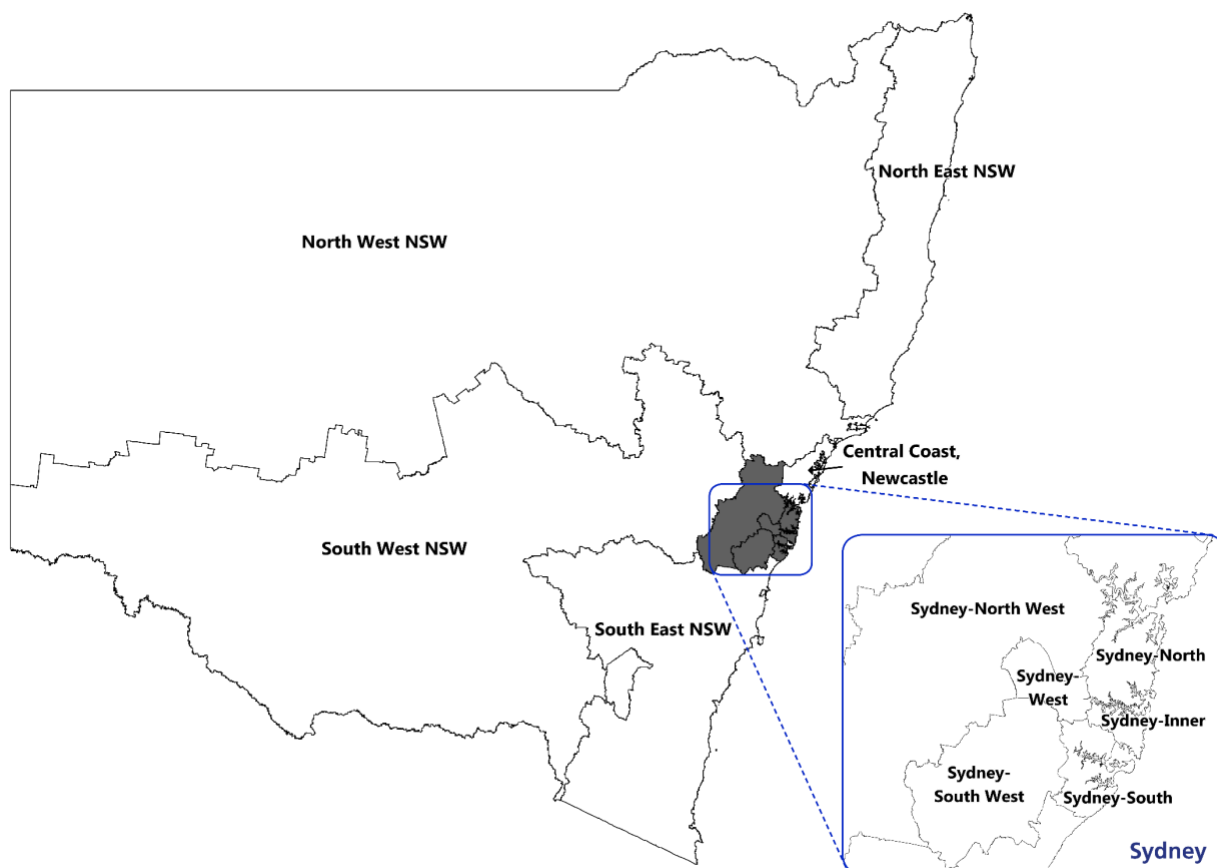 North East NSW
North West NSW
Central Coast,
Newcastle
South West NSW
South East NSW
Sydney-North West
Sydney-North
Sydney-
West
Sydney-Inner
Sydney-
South West
Sydney-South
Sydney